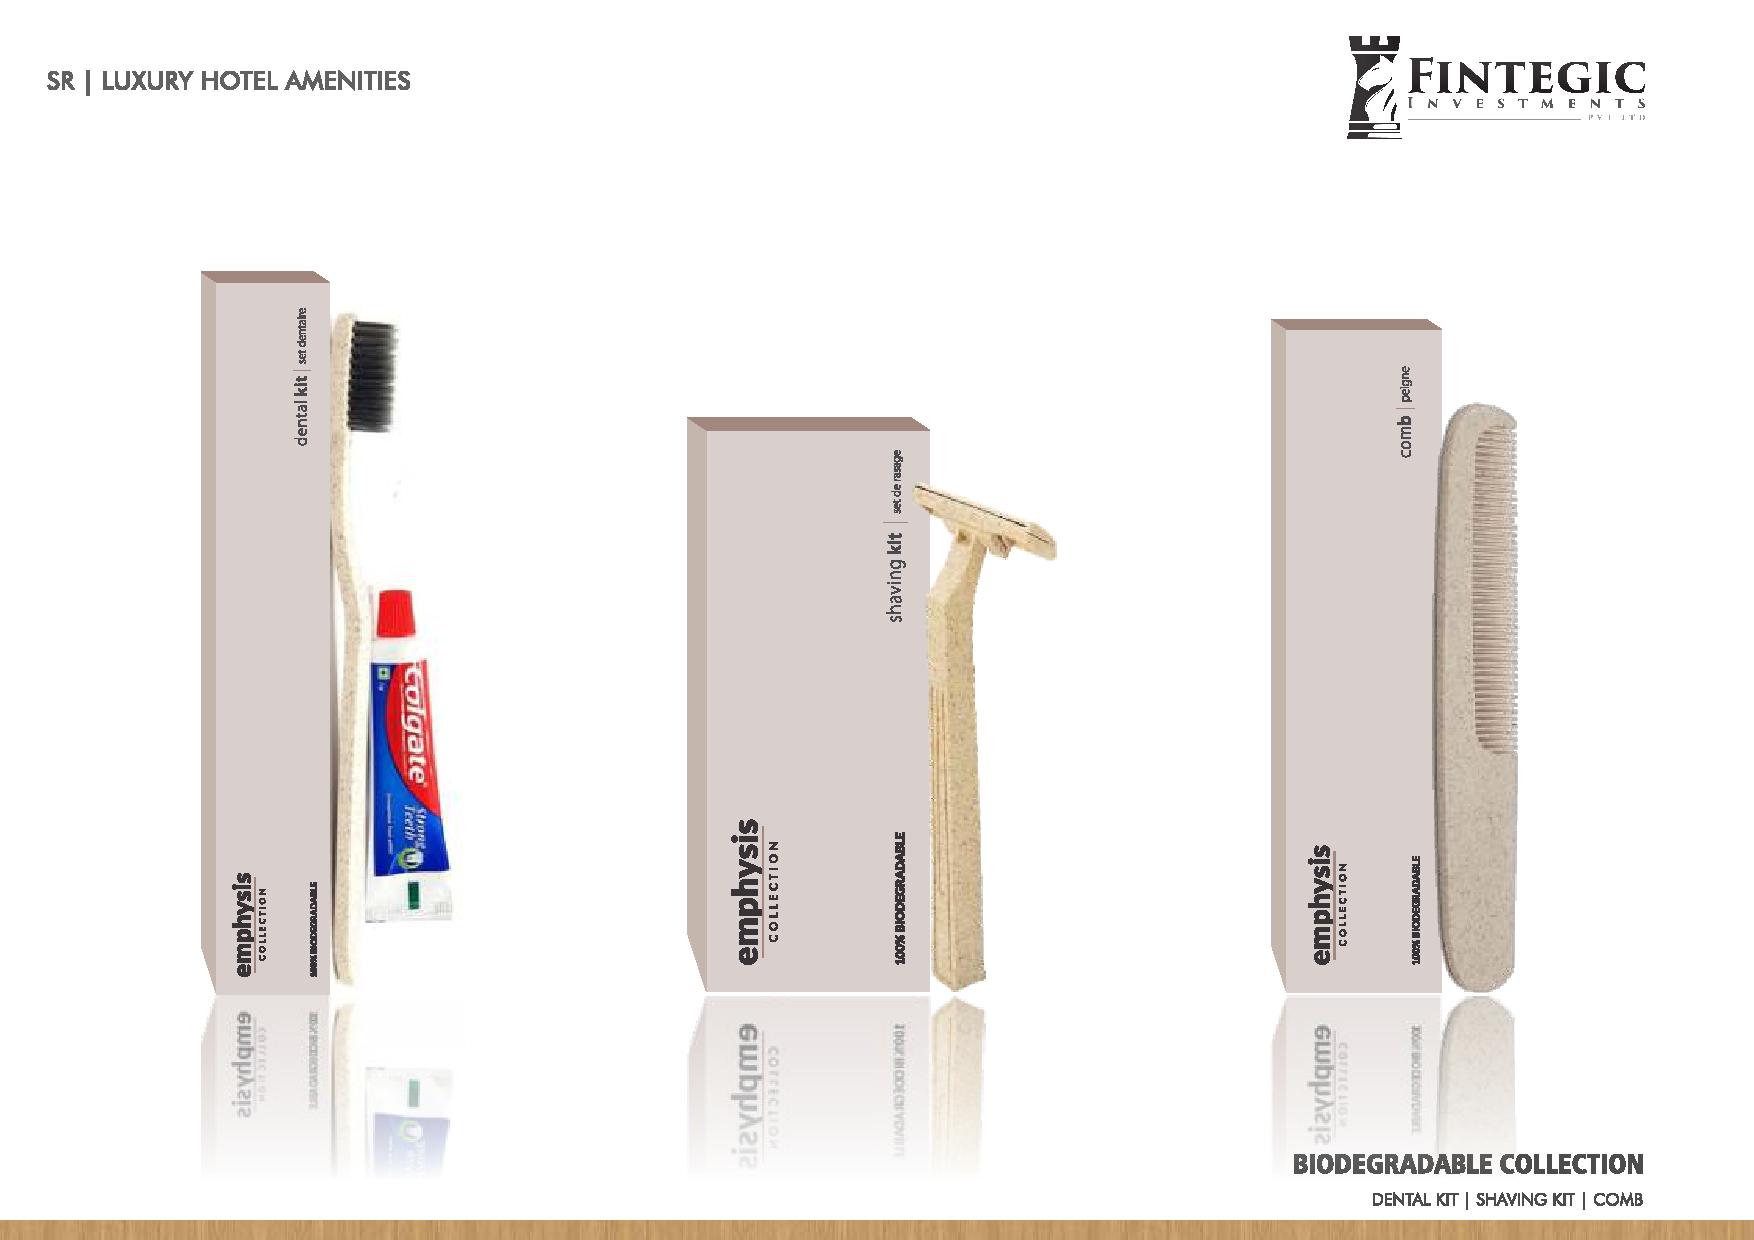 SR | LUXURY HOTEL AMENITIES
FINTEGIC
INVESTMENTS
PVT LTD
dental kit | set dentaire
emphysis
COLLECTION
100% BIODEGRADABLE
Colgate
Strong
Teeth
shaving kit | set de rasage
emphysis
COLLECTION
100% BIODEGRADABLE
comb | peigne
emphysis
COLLECTION
100% BIODEGRADABLE
BIODEGRADABLE COLLECTION
DENTAL KIT | SHAVING KIT | COMB